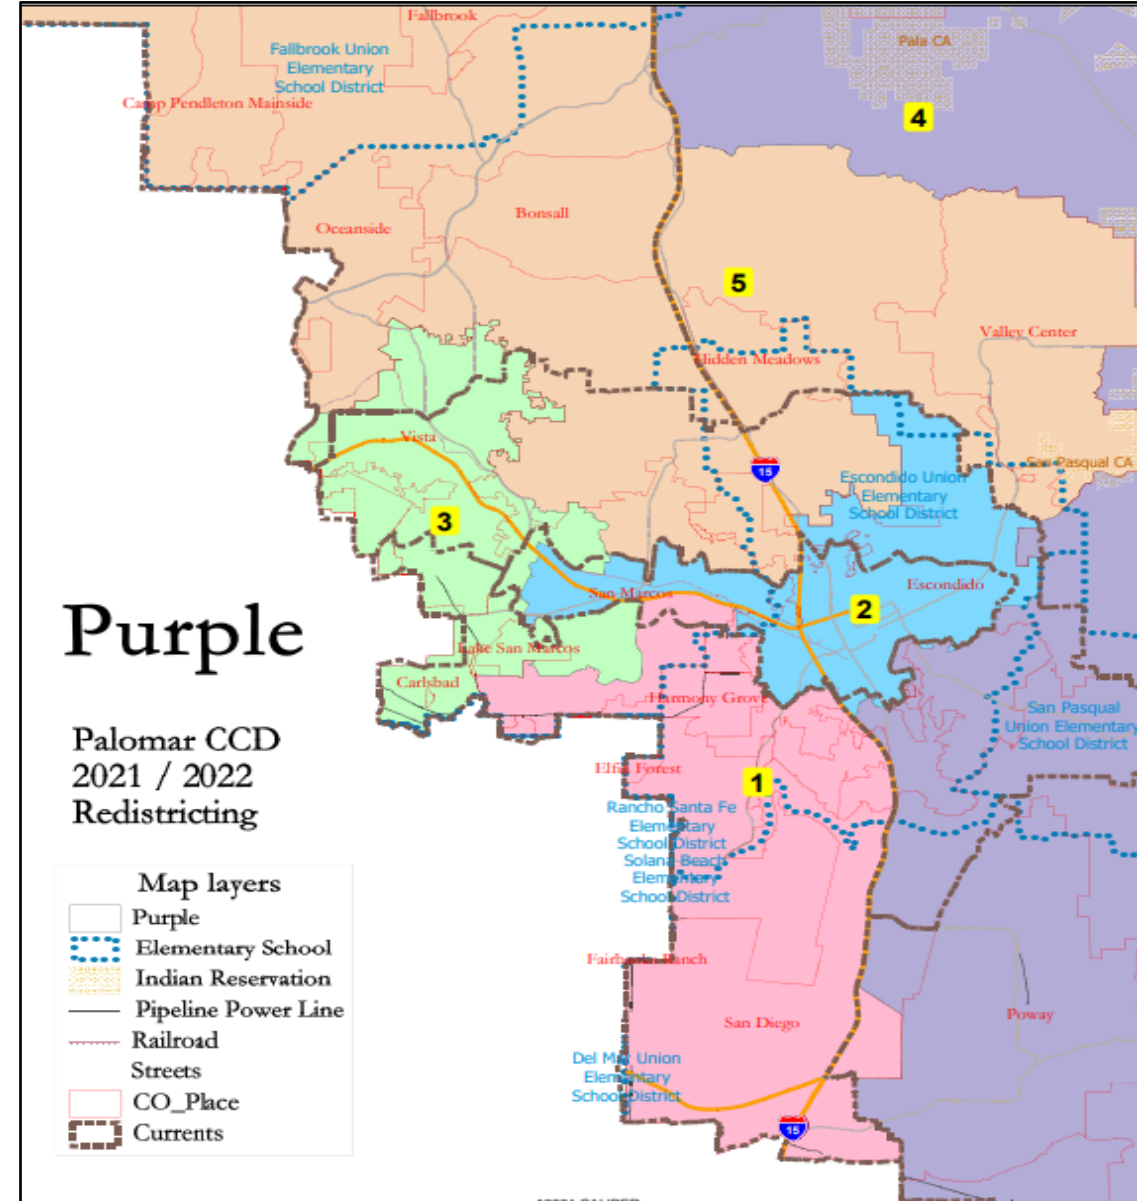 Fallbrook
Fallbrook Union
Elementary
School District
Pala CA
Camp Pendleton Mainside
4
Bonsall
Oceanside
5
Valley Center
Hidden Meadows
Vista
15
San Pasqual CA
Escondido Union
Elementary
School District
3
Escondido
San Marcos
2
Purple
Lake San Marcos
Carlsbad
Harmony Grove
San Pasqual
Union Elementary
School District
Palomar CCD
2021 / 2022
Redistricting
Elfin Forest
1
Rancho Santa Fe
Elementary
School District
Solana Beach
Elementary
School District
Map layers
Purple
Elementary School
Indian Reservation
Pipeline Power Line
Railroad
Streets
CO_Place
Currents
Fairbanks Ranch
San Diego
Poway
Del Mar Union
Elementary
School District
15